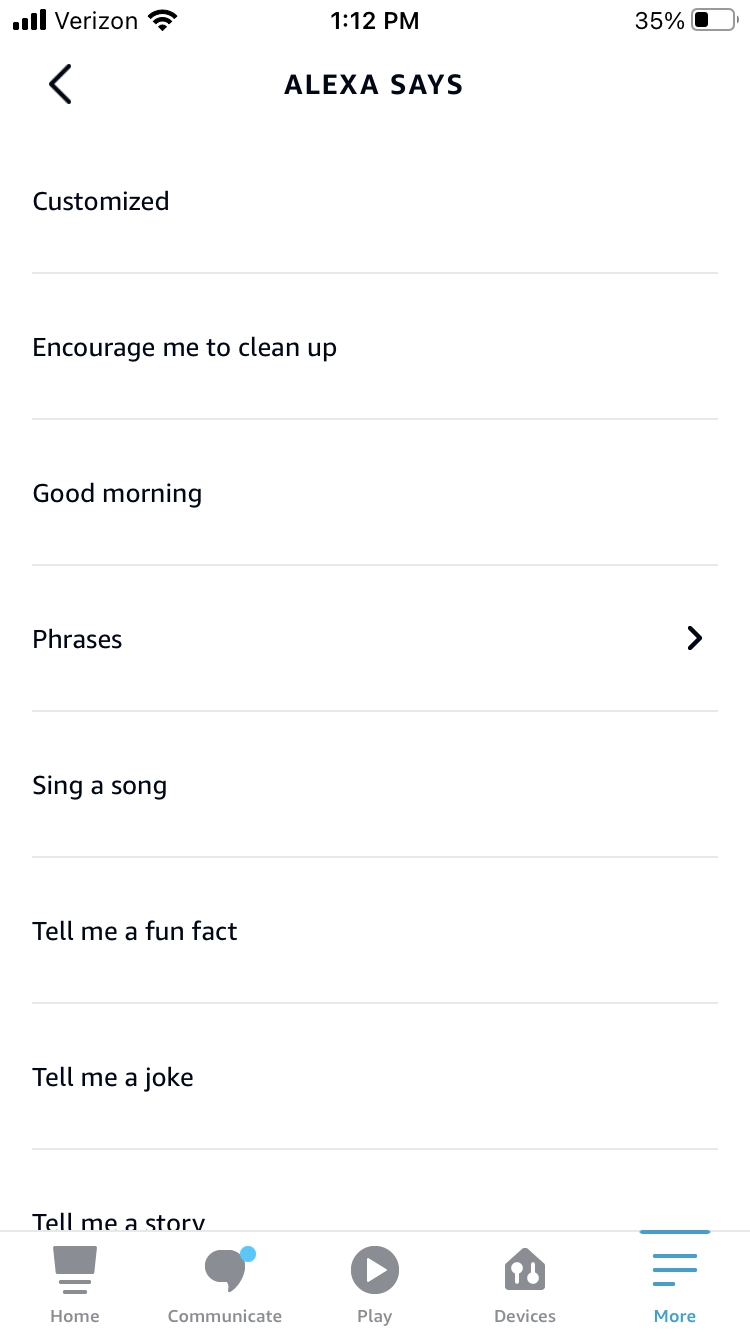 Verizon 1:12 PM 35%
ALEXA SAYS
Customized
Encourage me to clean up
Good morning
Phrases
Sing a song
Tell me a fun fact
Tell me a joke
Tell me a story
Home Communicate Play Devices More